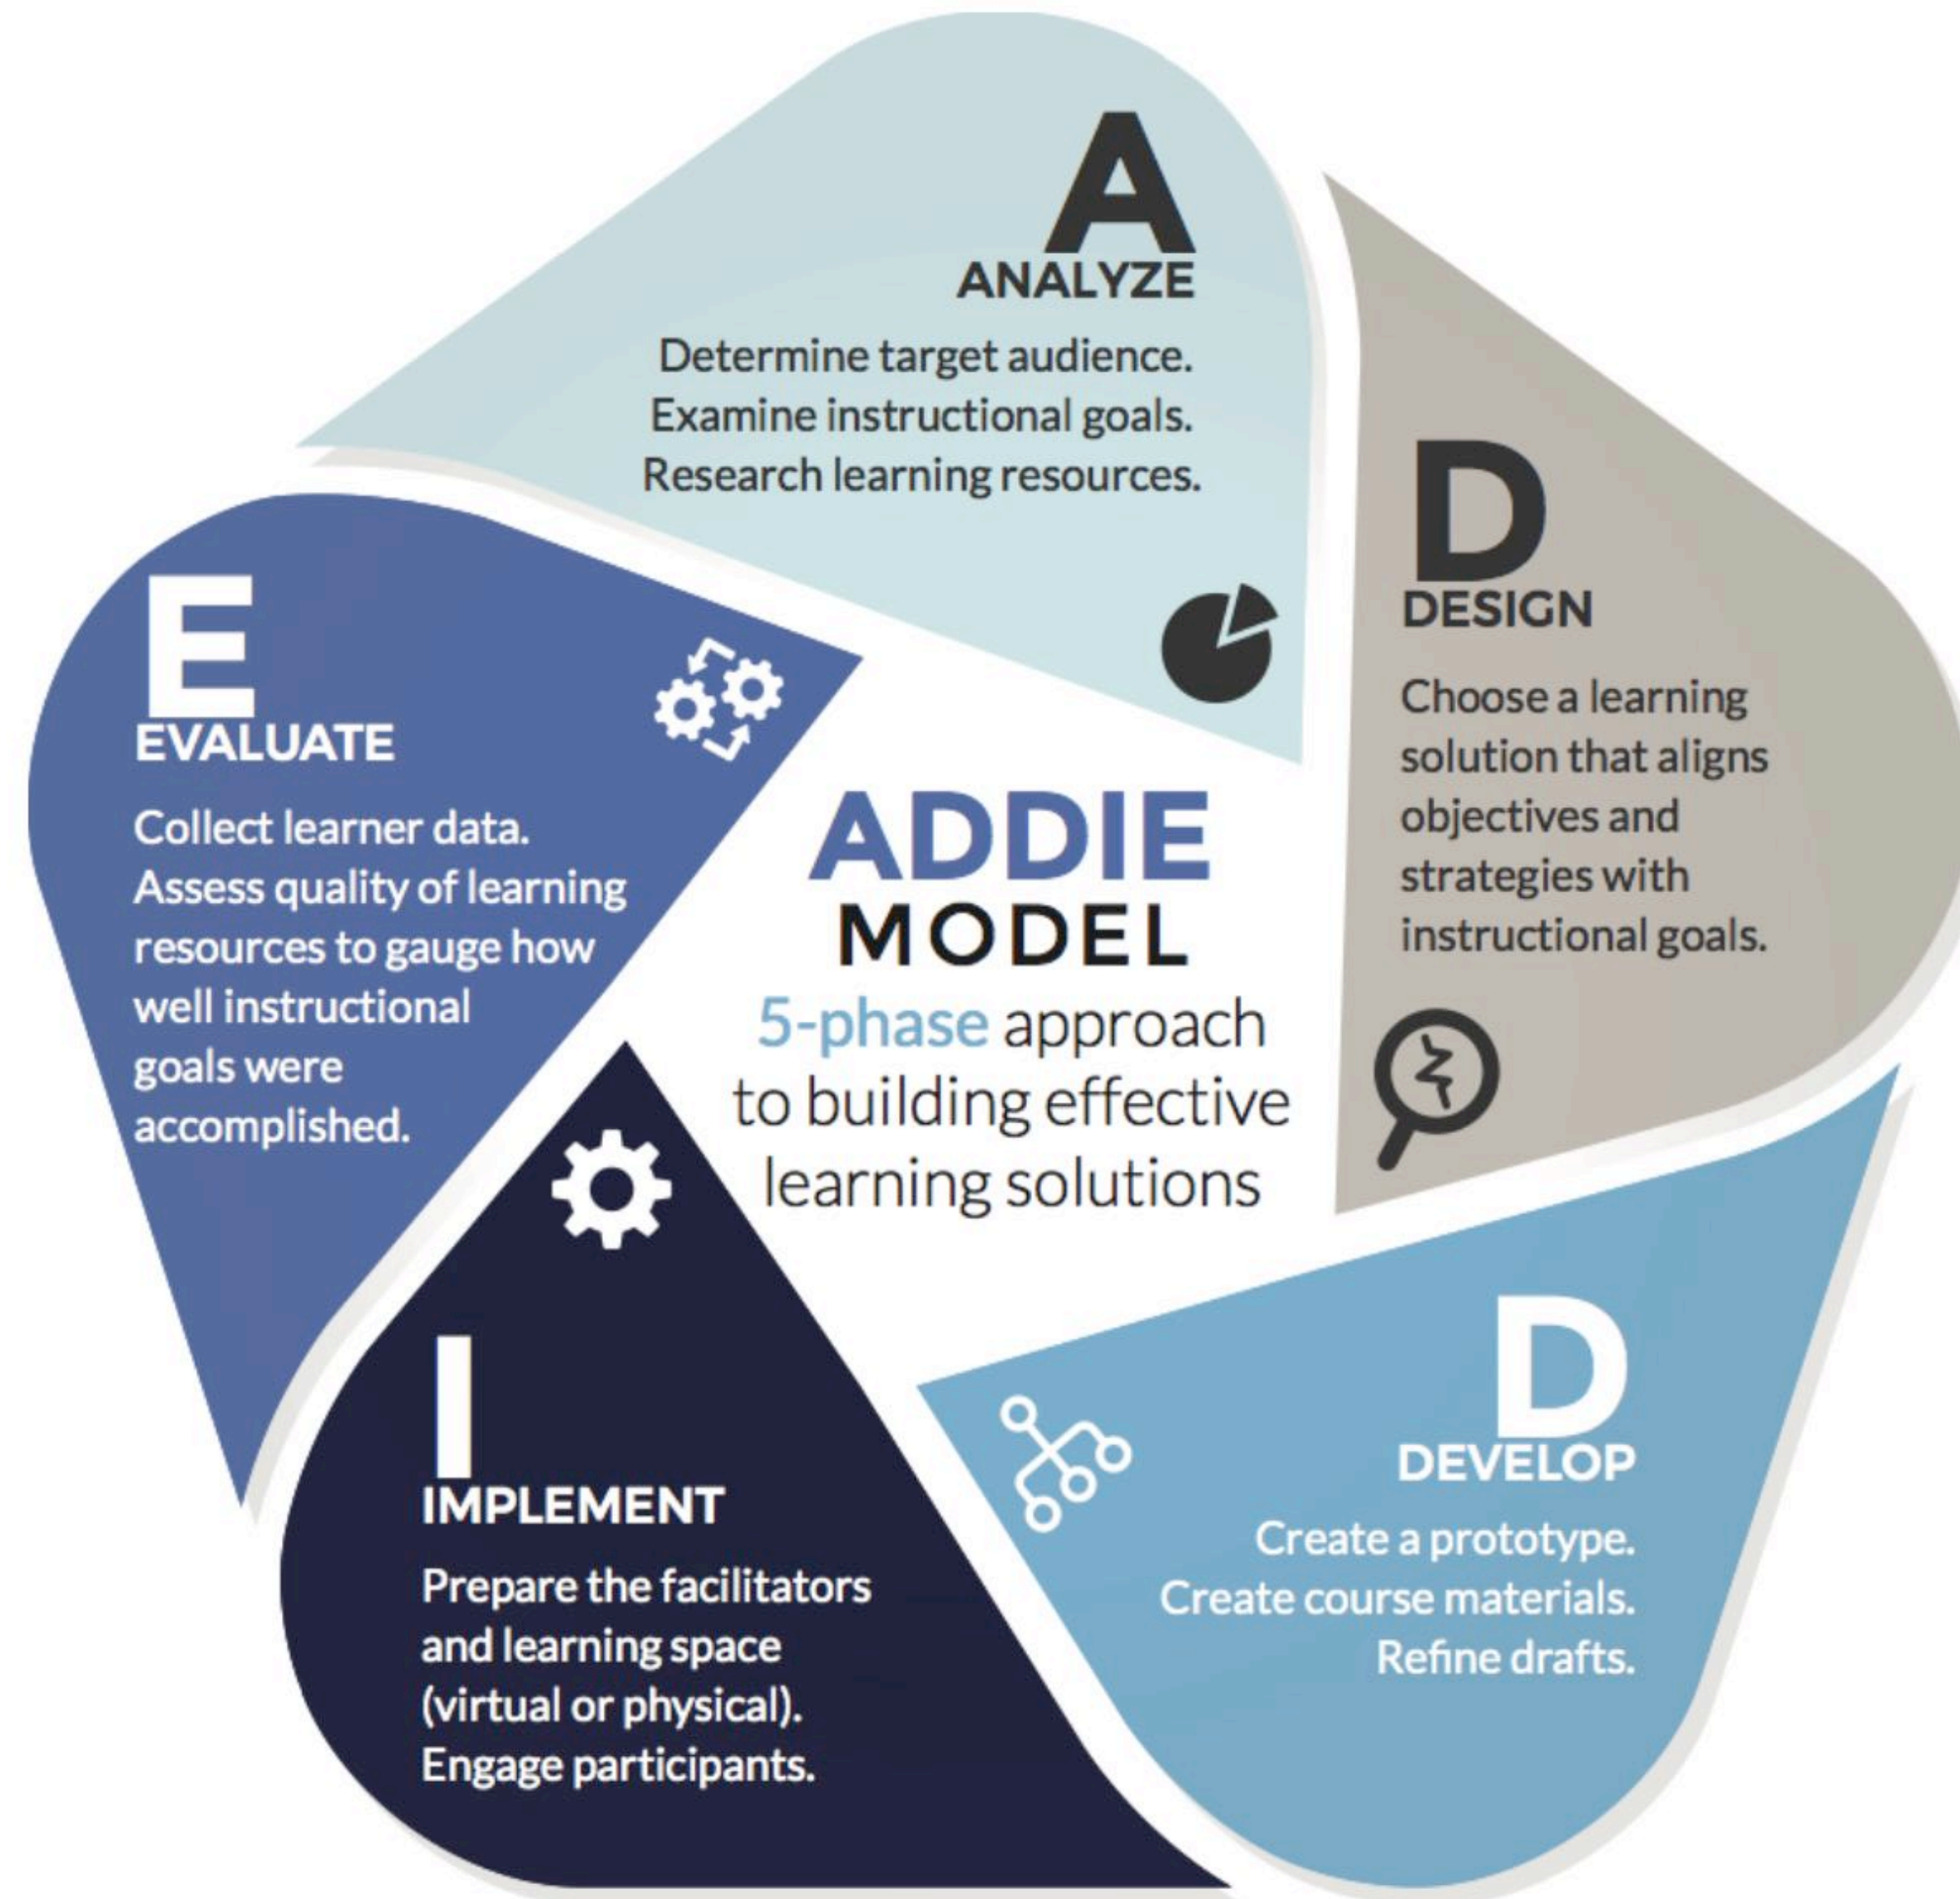 A
ANALYZE
Determine target audience.
Examine instructional goals.
Research learning resources.
D
DESIGN
Choose a learning
solution that aligns
objectives and
strategies with
instructional goals.
D
DEVELOP
Create a prototype.
Create course materials.
Refine drafts.
I
IMPLEMENT
Prepare the facilitators
and learning space
(virtual or physical).
Engage participants.
E
EVALUATE
Collect learner data.
Assess quality of learning
resources to gauge how
well instructional
goals were
accomplished.
ADDIE
MODEL
5-phase approach
to building effective
learning solutions